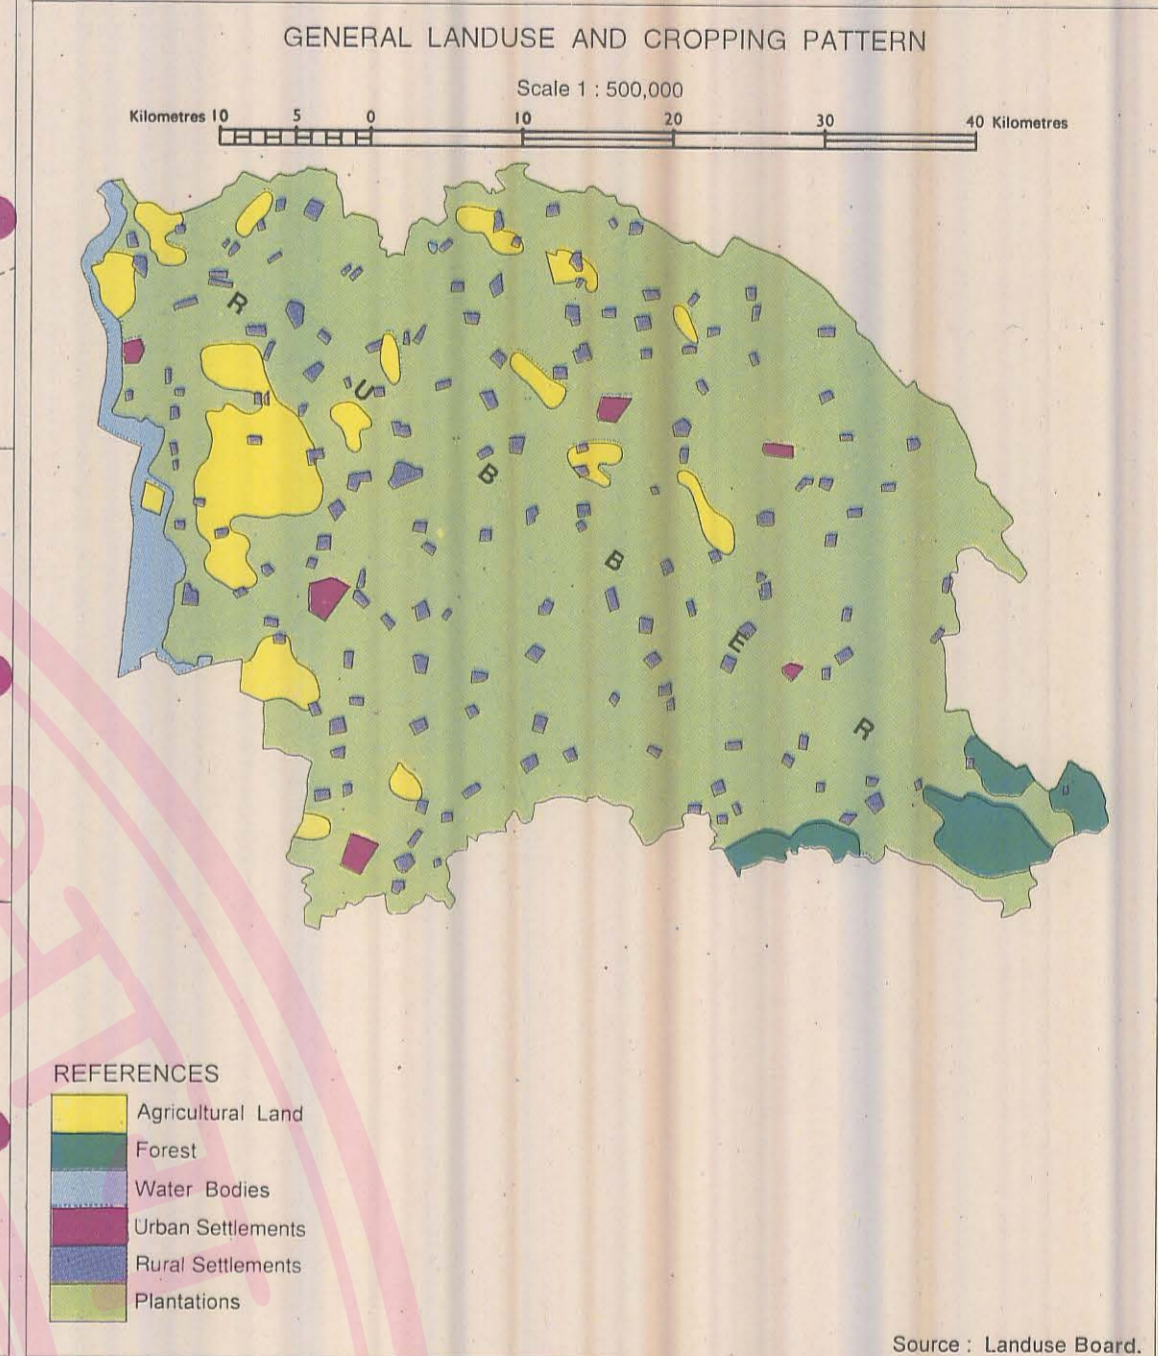 GENERAL LANDUSE AND CROPPING PATTERN
Scale 1 : 500,000
Kilometres 10 5 0 10 20 30 40 Kilometres
R
U
B
B
E
R
REFERENCES
Agricultural Land
Forest
Water Bodies
Urban Settlements
Rural Settlements
Plantations
Source : Landuse Board.